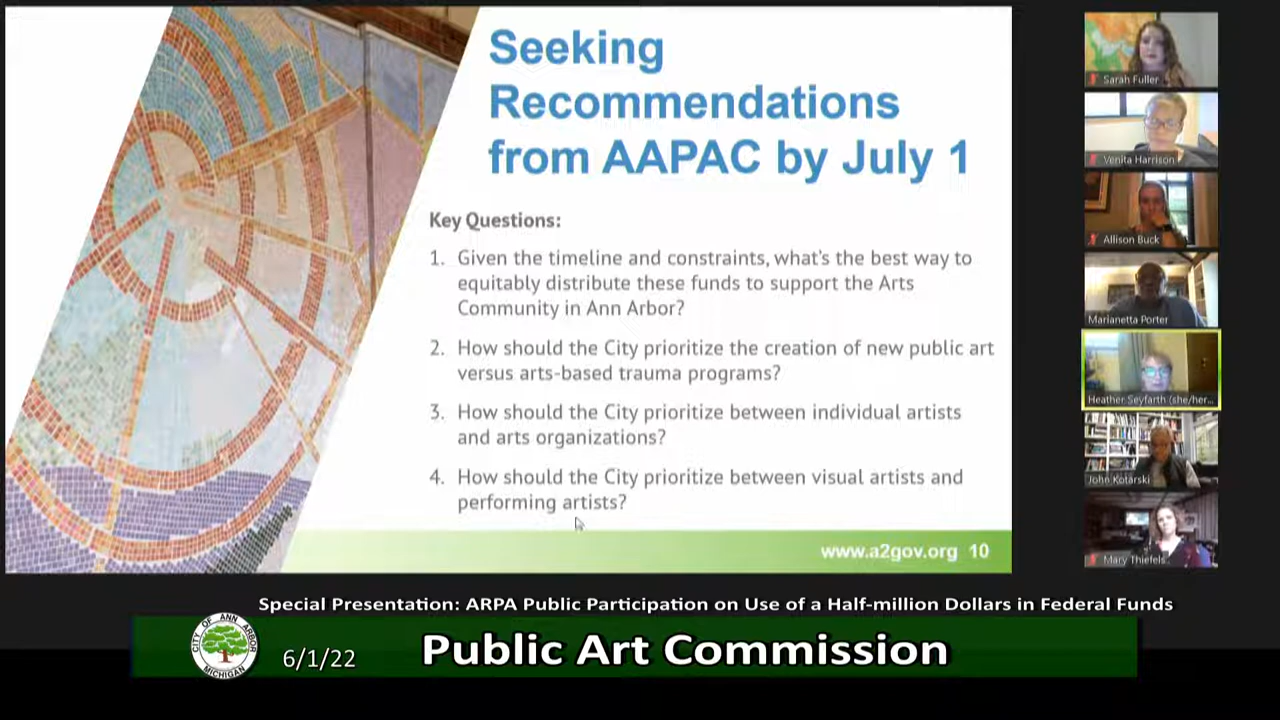 Seeking
Recommendations
from AAPAC by July 1
Key Questions:
1. Given the timeline and constraints, what's the best way to
equitably distribute these funds to support the Arts
Community in Ann Arbor?
2. How should the City prioritize the creation of new public art
versus arts-based trauma programs?
3. How should the City prioritize between individual artists
and arts organizations?
4. How should the City prioritize between visual artists and
performing artists?
www.a2gov.org 10
Sarah Fuller
Venita Harrison
Allison Buck
Marianetta Porter
Heather Seyfarth (she/her...
John Kotarski
Mary Thiefels
Special Presentation: ARPA Public Participation on Use of a Half-million Dollars in Federal Funds
CITY OF ANN ARBOR
MICHIGAN
6/1/22
Public Art Commission